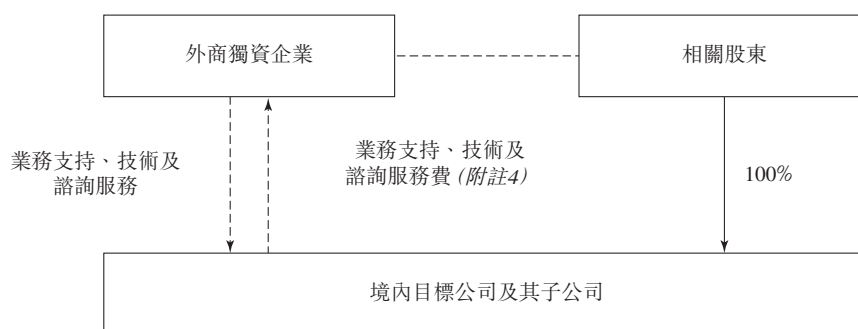 外商獨資企業
相關股東
業務支持、技術及
諮詢服務
業務支持、技術及
諮詢服務費(附註4)
100%
境內目標公司及其子公司